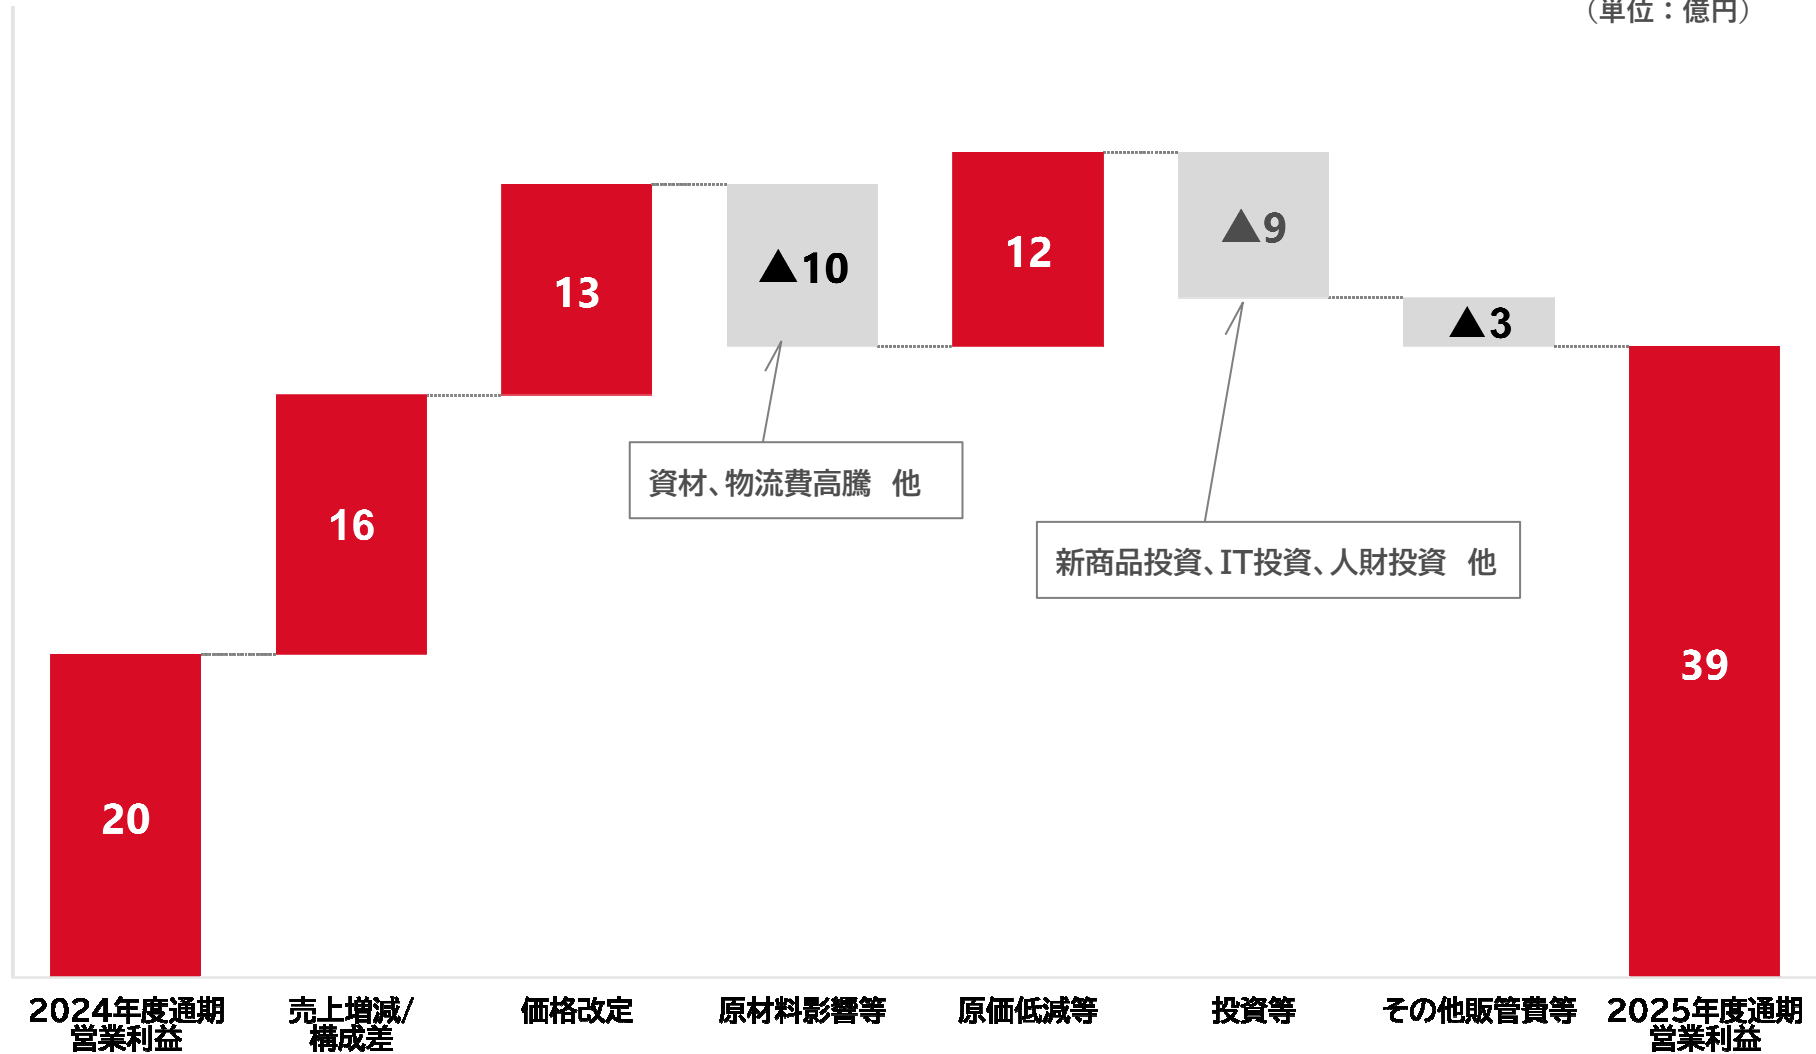 （単位：億円）
12
▲9
▲10
13
▲3
資材、物流費高騰　他
16
新商品投資、IT投資、人財投資　他
39
20
2024年度通期
営業利益
売上増減/
構成差
価格改定
原材料影響等
原価低減等
投資等
その他販管費等
2025年度通期
営業利益